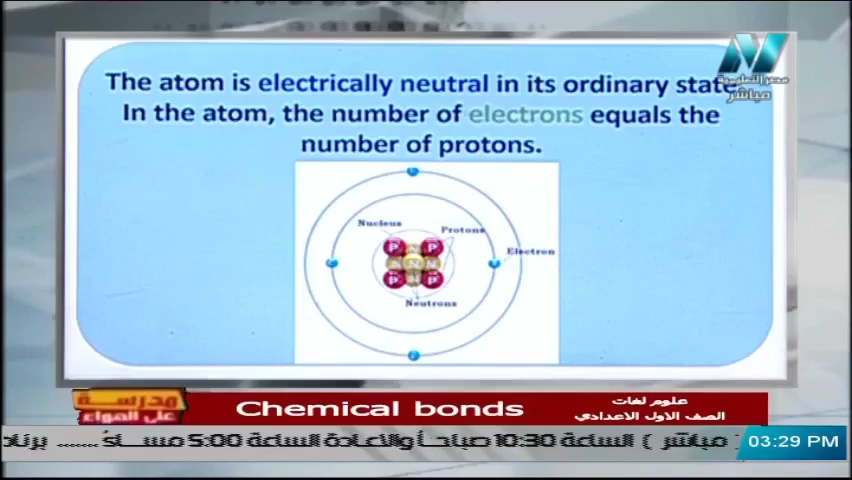 The atom is electrically neutral in its ordinary state
In the atom, the number of electrons equals the
number of protons.
Nucleus
Protons
Electron
P
P
N
N
N
P
P
Neutrons
مصر التعليمية
مباشر
مدرسة
على الهواء
Chemical bonds
علوم لغات
الصف الاول الاعدادي
مباشر ) الساعة 10:30 صباحاً والاعادة الساعة 5:00 مساءً ....... برنا
03:29 PM